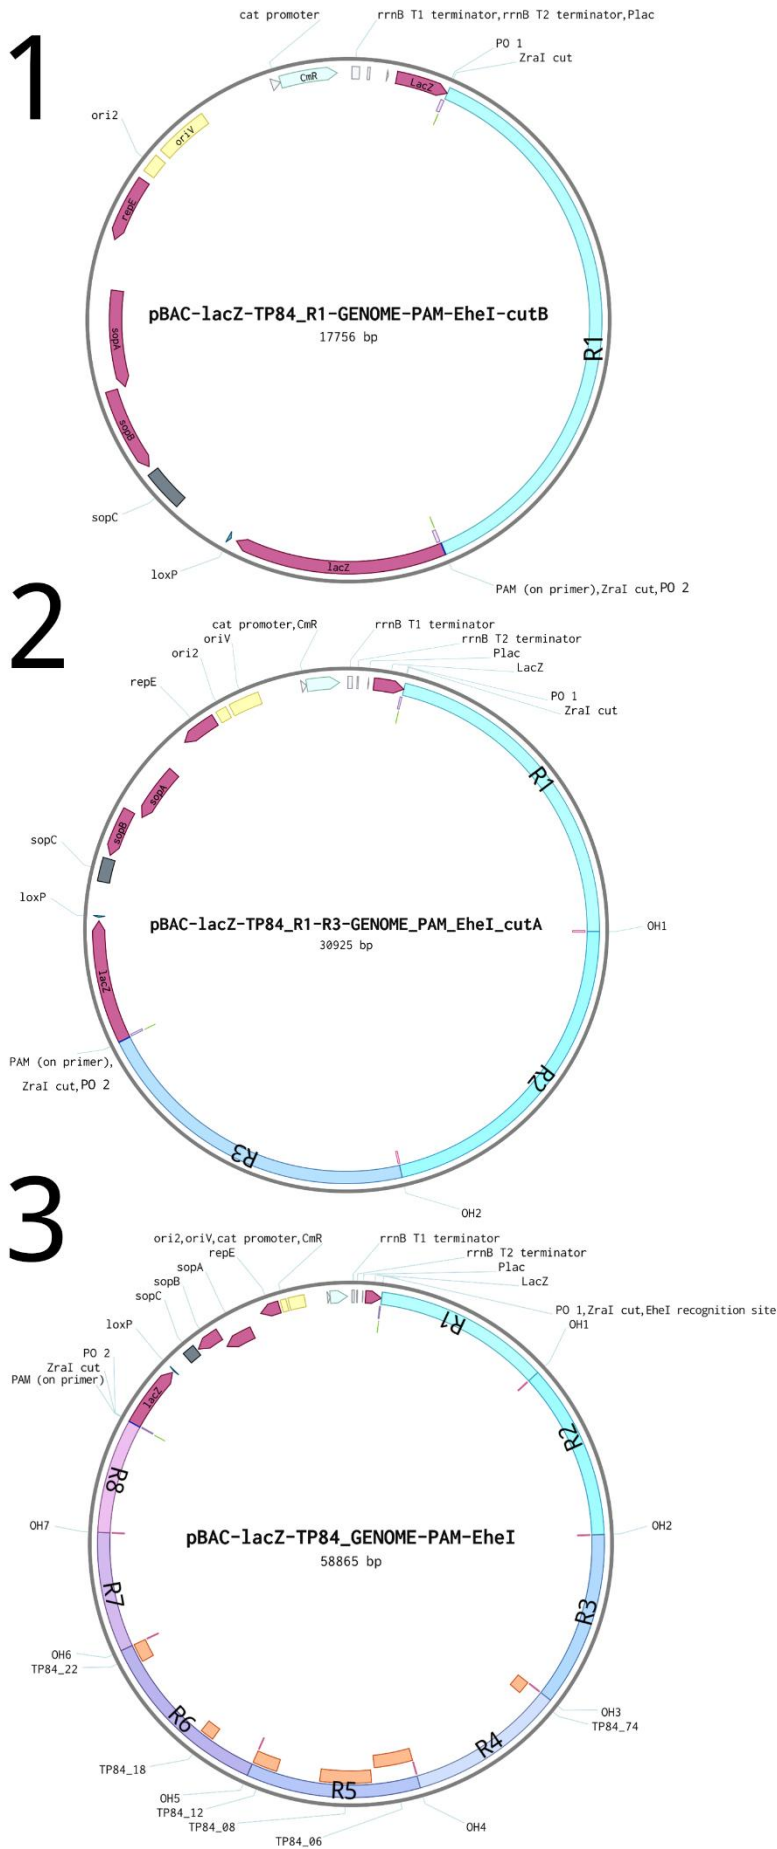 1
cat promoter
rrnB T1 terminator,rrnB T2 terminator,Plac
PO 1
ZraI cut
CmR
LacZ
ori2
oriV
repE
pBAC-lacZ-TP84_R1-GENOME-PAM-EheI-cutB
17756 bp
R1
sopA
sopB
sopC
loxP
lacZ
PAM (on primer),ZraI cut,PO 2
2
cat promoter,CmR
rrnB T1 terminator
oriV
rrnB T2 terminator
ori2
Plac
LacZ
repE
PO 1
ZraI cut
R1
sopA
sopB
sopC
loxP
pBAC-lacZ-TP84_R1-R3-GENOME_PAM_EheI_cutA
30925 bp
OH1
lacZ
PAM (on primer),
ZraI cut,PO 2
R2
R3
OH2
3
ori2,oriV,cat promoter,CmR
rrnB T1 terminator
repE
rrnB T2 terminator
sopA
Plac
sopB
LacZ
sopC
PO 1,ZraI cut,EheI recognition site
loxP
OH1
R1
PO 2
ZraI cut
PAM (on primer)
lacZ
R2
R8
OH7
OH2
pBAC-lacZ-TP84_GENOME-PAM-EheI
58865 bp
R7
R3
OH6
TP84_22
OH3
TP84_74
R6
R4
TP84_18
R5
OH5
TP84_12
TP84_08
OH4
TP84_06